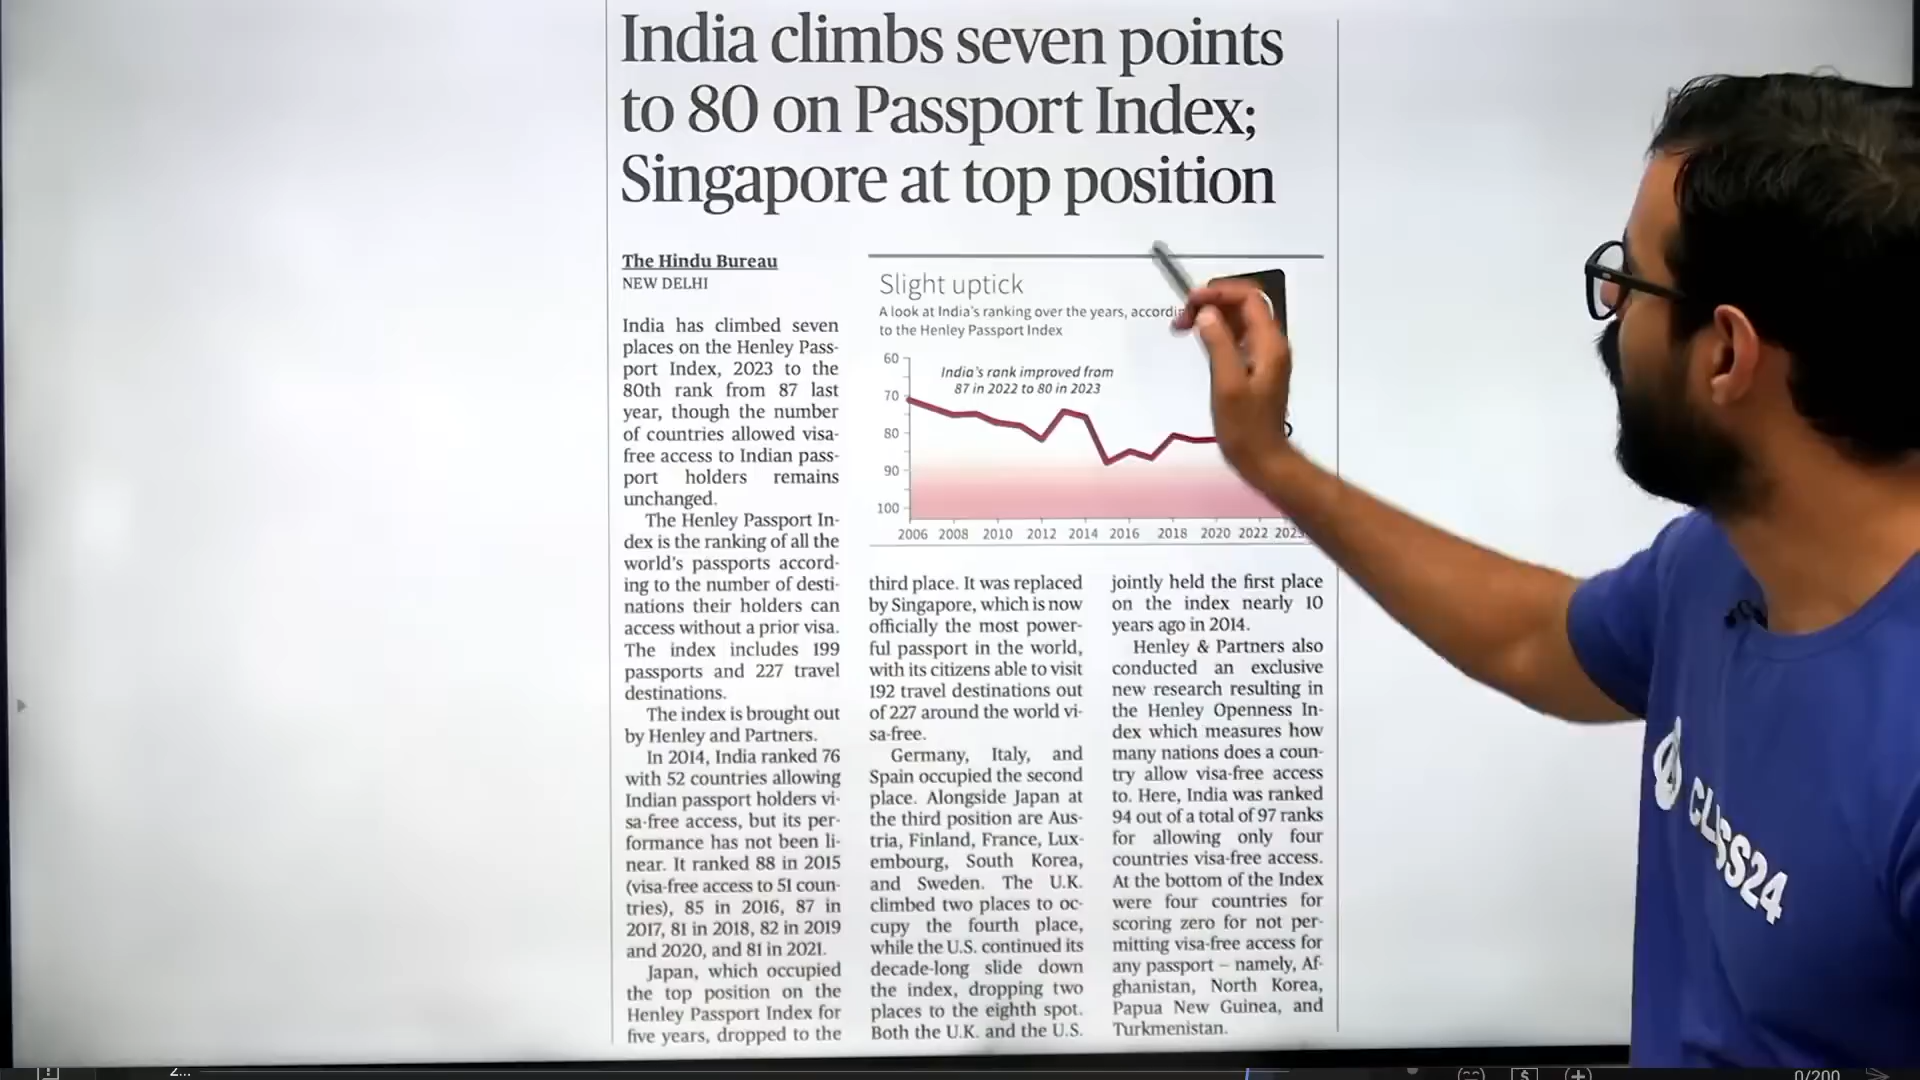 India climbs seven points
to 80 on Passport Index;
Singapore at top position
The Hindu Bureau
NEW DELHI
India has climbed seven
places on the Henley Pass-
port Index, 2023 to the
80th rank from 87 last
year, though the number
of countries allowed visa-
free access to Indian pass-
port holders remains
unchanged.
The Henley Passport In-
dex is the ranking of all the
world's passports accord-
ing to the number of desti-
nations their holders can
access without a prior visa.
The index includes 199
passports and 227 travel
destinations.
The index is brought out
by Henley and Partners.
In 2014, India ranked 76
with 52 countries allowing
Indian passport holders vi-
sa-free access, but its per-
formance has not been li-
near. It ranked 88 in 2015
(visa-free access to 51 coun-
tries), 85 in 2016, 87 in
2017, 81 in 2018, 82 in 2019
and 2020, and 81 in 2021.
Japan, which occupied
the top position on the
Henley Passport Index for
five years, dropped to the
Slight uptick
A look at India's ranking over the years,
to the Henley Passport Index
India's rank improved from
87 in 2022 to 80 in 2023
60
70
80
90
100
2006 2008 2010 2012 2014 2016 2018 2020 2022 2023
third place. It was replaced
by Singapore, which is now
officially the most power-
ful passport in the world,
with its citizens able to visit
192 travel destinations out
of 227 around the world vi-
sa-free.
Germany, Italy, and
Spain occupied the second
place. Alongside Japan at
the third position are Aus-
tria, Finland, France, Lux-
embourg, South Korea,
and Sweden. The U.K.
climbed two places to oc-
cupy the fourth place,
while the U.S. continued its
decade-long slide down
the index, dropping two
places to the eighth spot.
Both the U.K. and the U.S.
jointly held the first place
on the index nearly 10
years ago in 2014.
Henley & Partners also
conducted an exclusive
new research resulting in
the Henley Openness In-
dex which measures how
many nations does a coun-
try allow visa-free access
to. Here, India was ranked
94 out of a total of 97 ranks
for allowing only four
countries visa-free access.
At the bottom of the Index
were four countries for
scoring zero for not per-
mitting visa-free access for
any passport – namely, Af-
ghanistan, North Korea,
Papua New Guinea, and
Turkmenistan.
CLASS24
2...
0/200